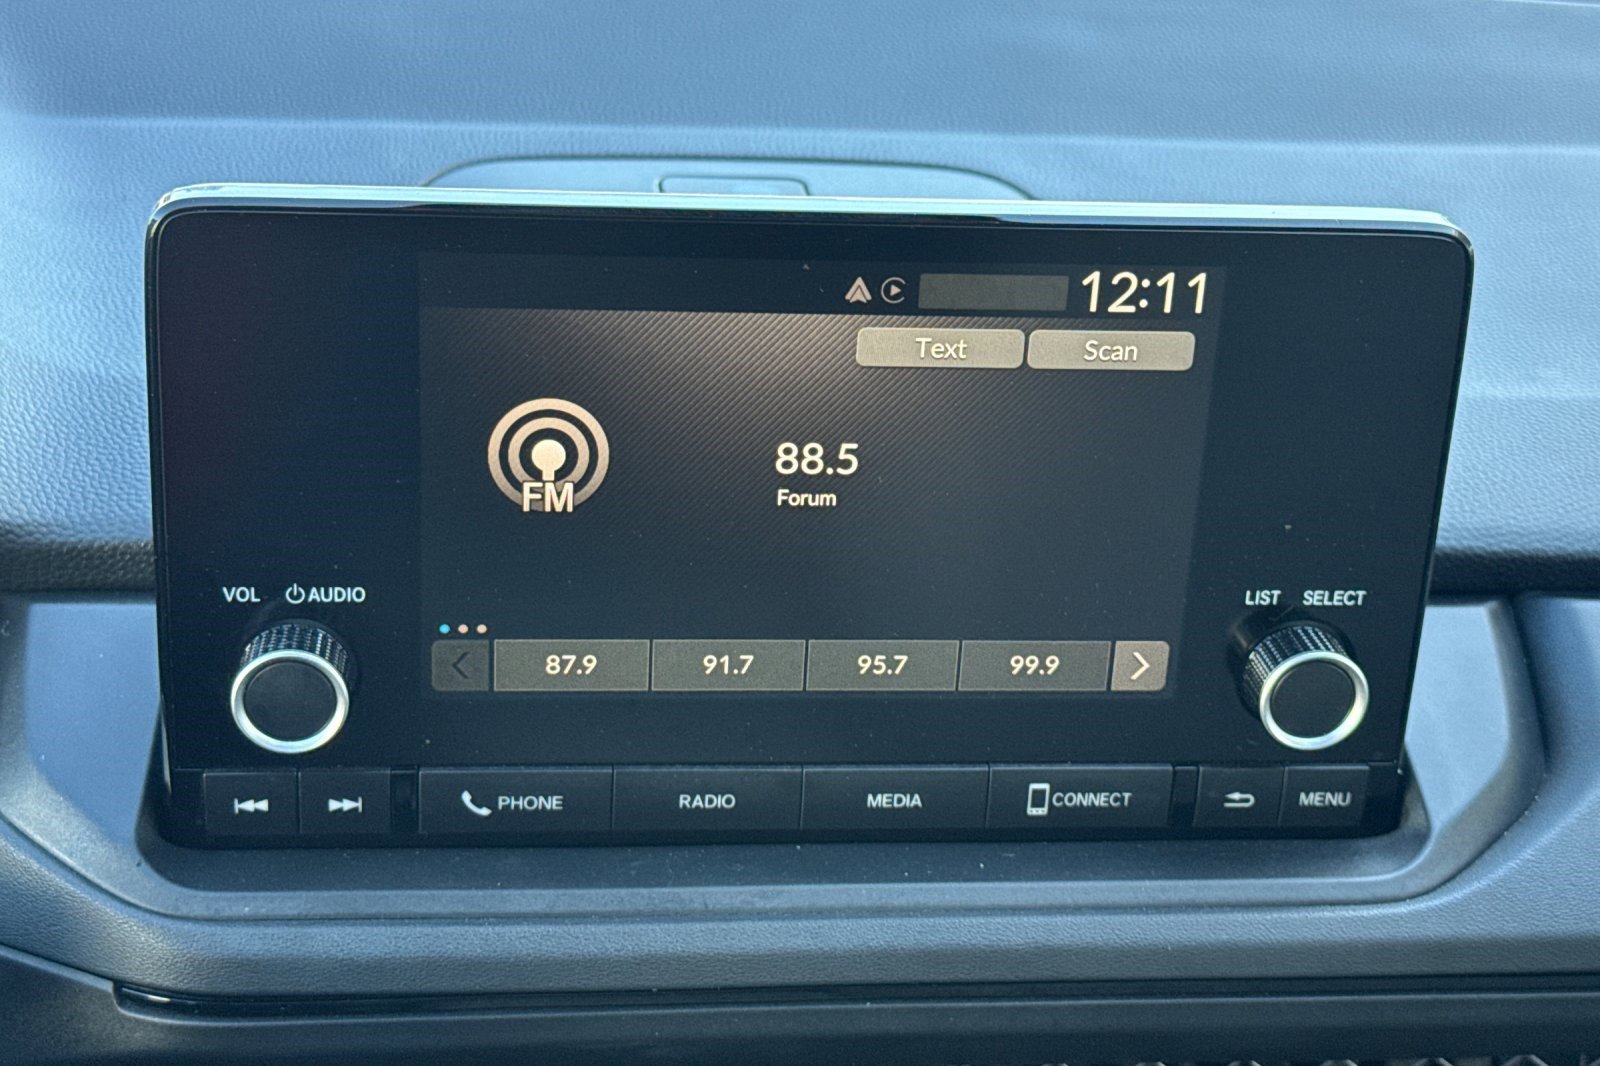 12:11
Text Scan
88.5
Forum
FM
VOL AUDIO
LIST SELECT
87.9 91.7 95.7 99.9
PHONE RADIO MEDIA CONNECT MENU